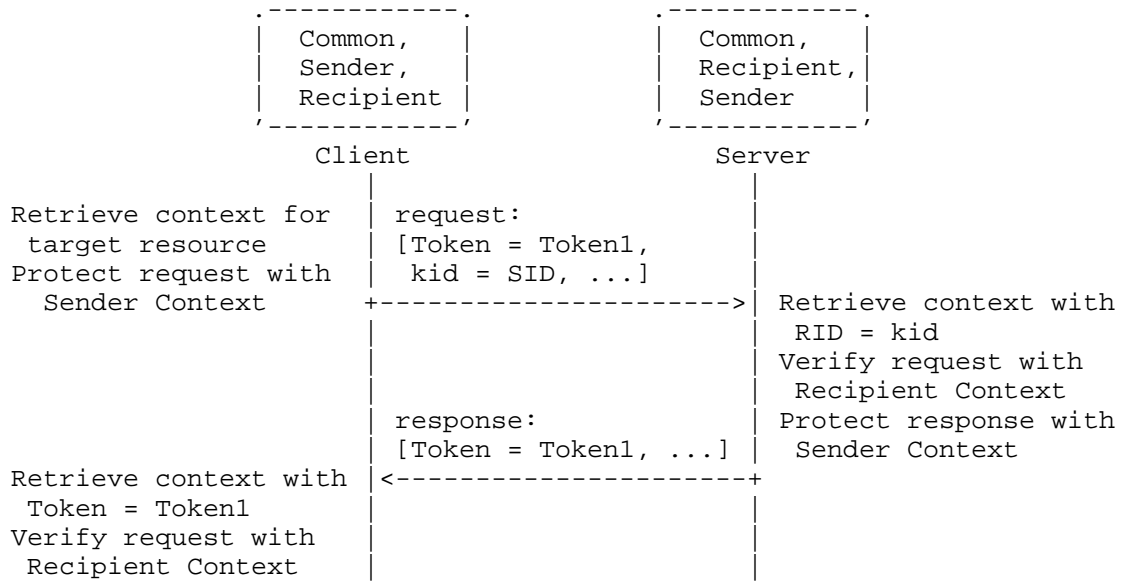 Common,        Common,
Sender,        Recipient,
Recipient      Sender
Client        Server
Retrieve context for   request:
target resource   [Token = Token1,
Protect request with   kid = SID, ...]
Sender Context   Retrieve context with
RID = kid
Verify request with
Recipient Context
response:   Protect response with
[Token = Token1, ...]   Sender Context
Retrieve context with
Token = Token1
Verify request with
Recipient Context